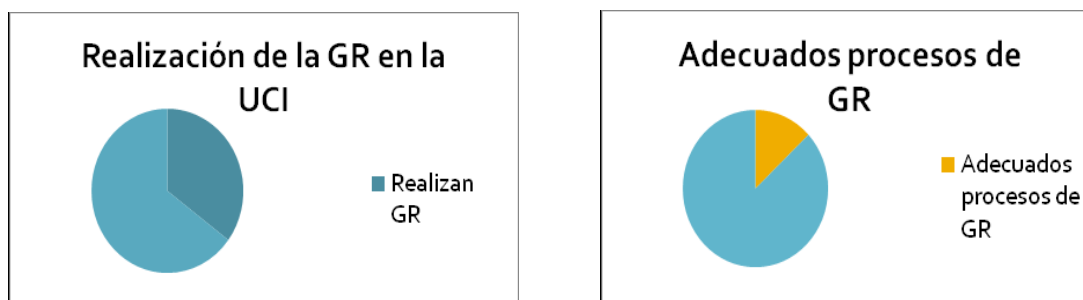 Realización de la GR en la
UCI
Realizan
GR
Adecuados procesos de
GR
Adecuados
procesos de
GR